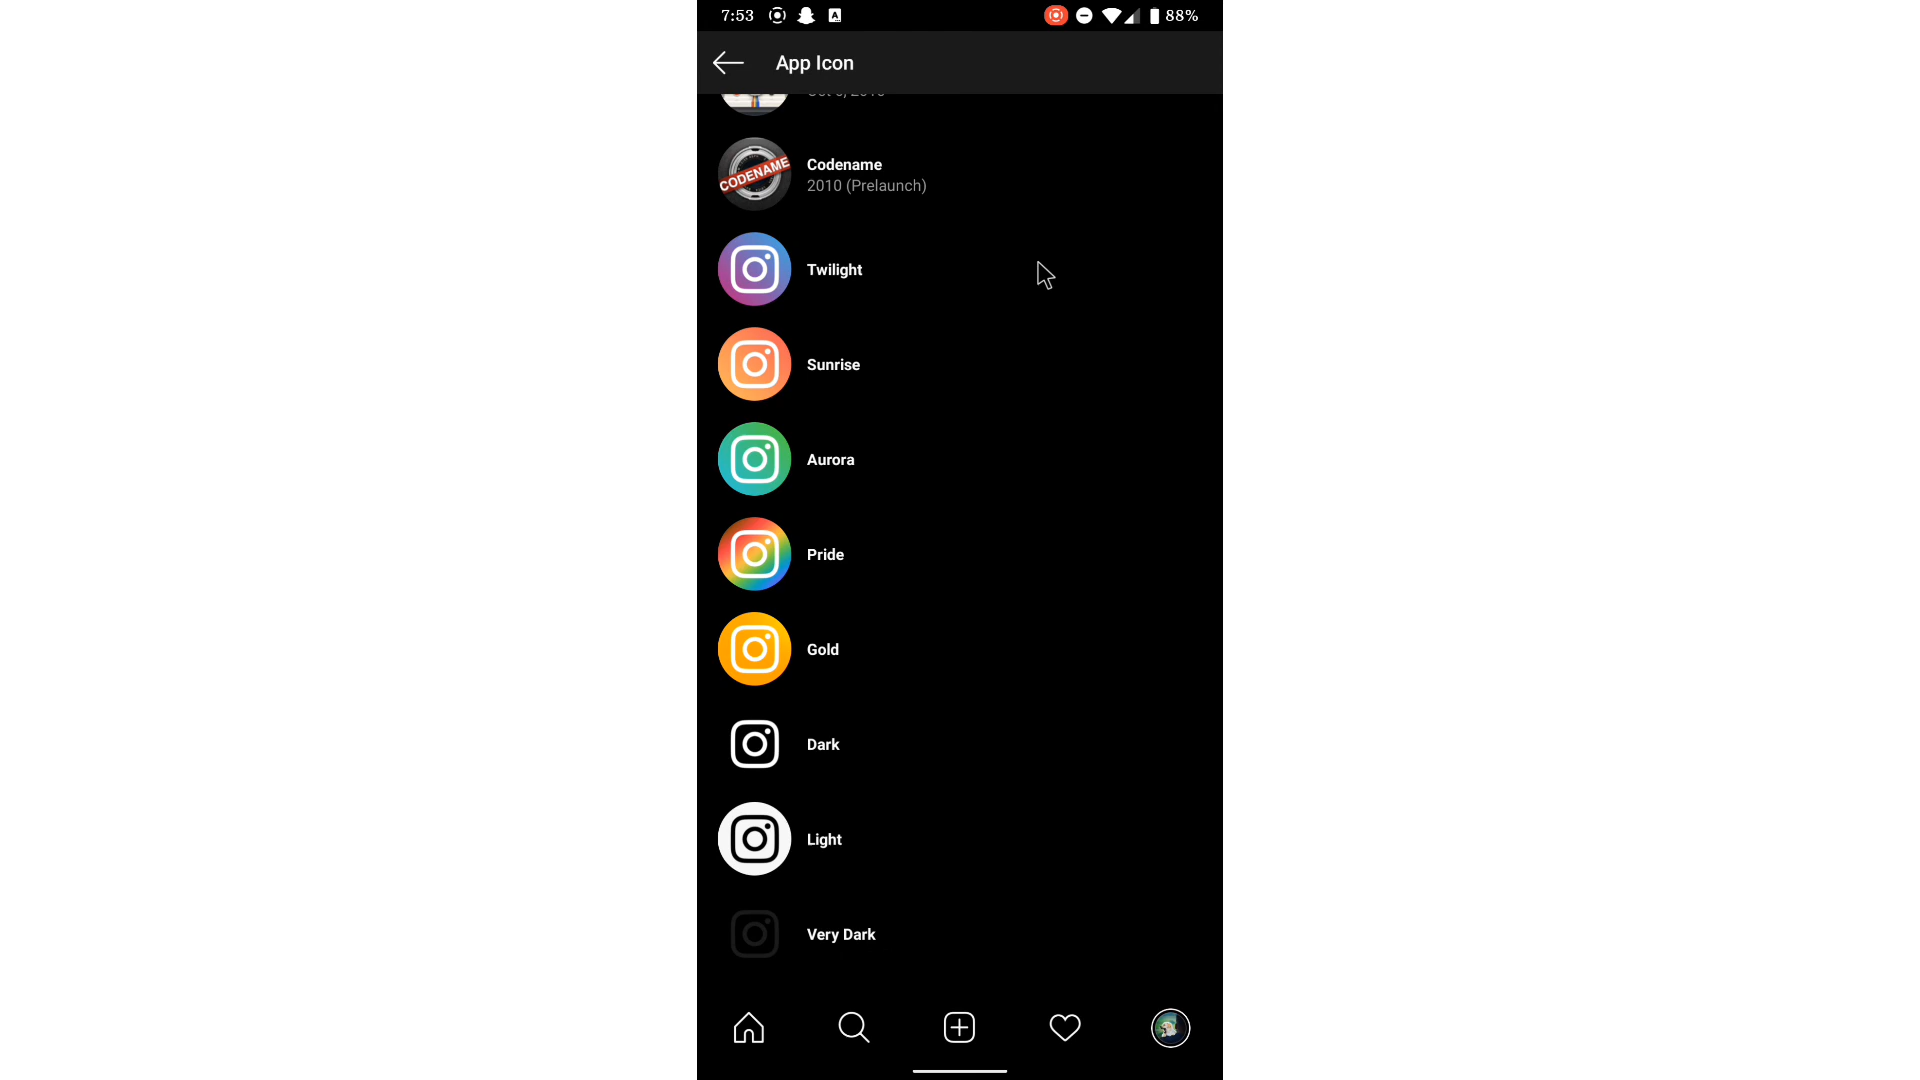 7:53
88%
App Icon
Codename
2010 (Prelaunch)
CODENAME
Twilight
Sunrise
Aurora
Pride
Gold
Dark
Light
Very Dark